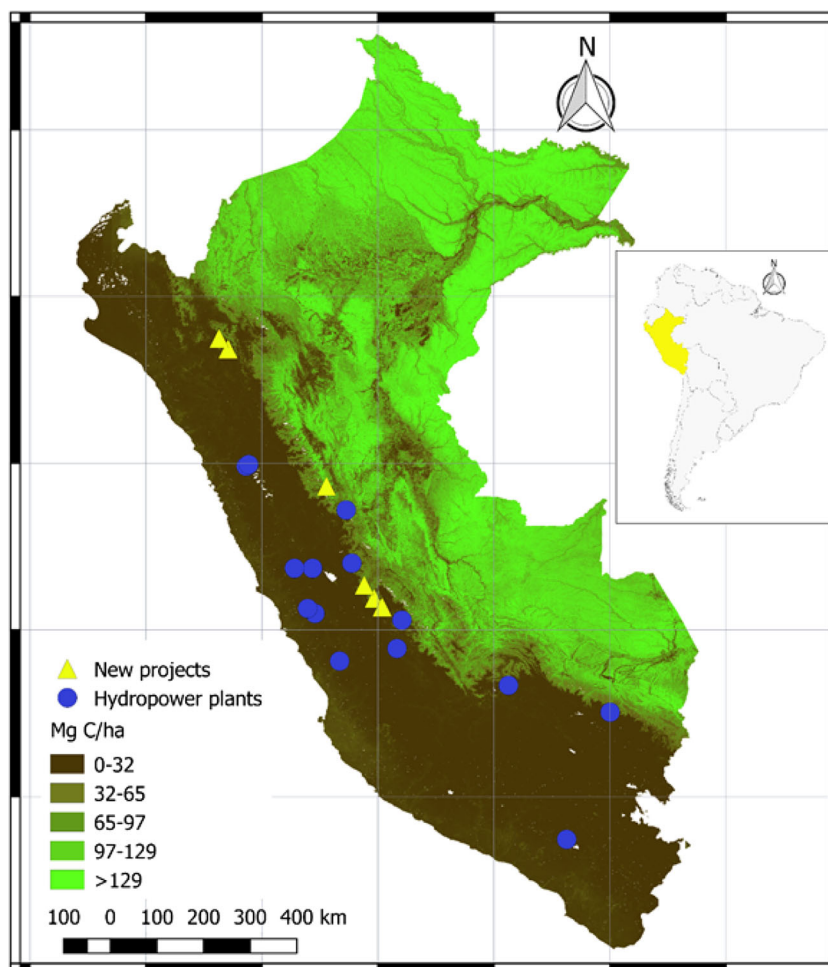 N
N
New projects
Hydropower plants
Mg C/ha
0-32
32-65
65-97
97-129
>129
100 0 100 200 300 400 km